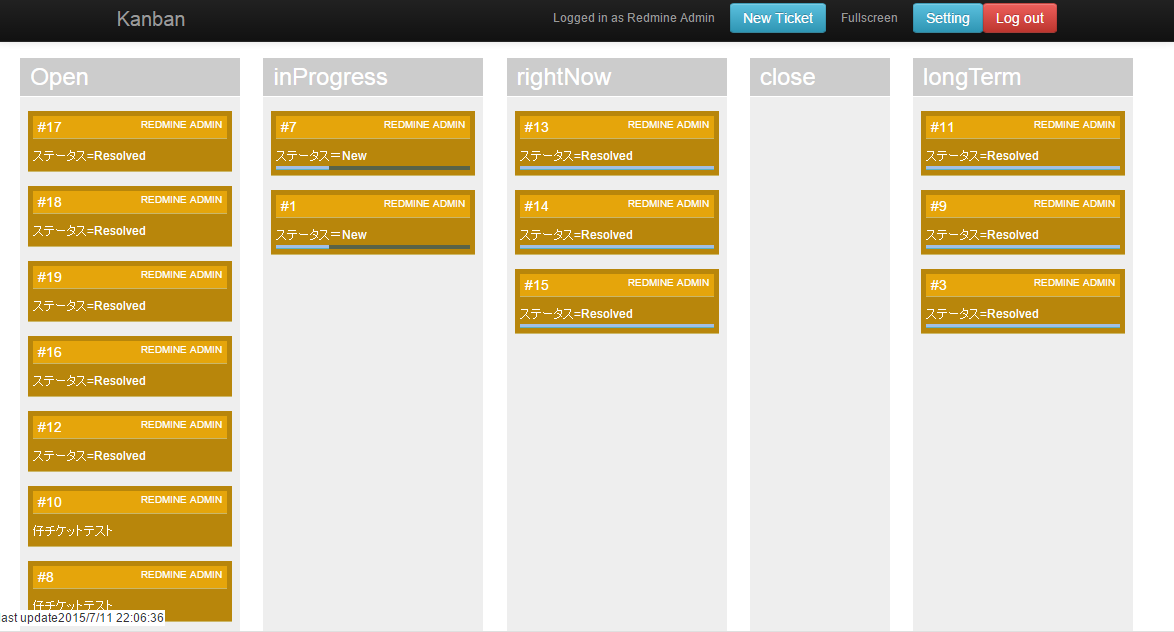 Kanban
Logged in as Redmine Admin
New Ticket
Fullscreen
Setting
Log out
Open
#17 REDMINE ADMIN
ステータス=Resolved
#18 REDMINE ADMIN
ステータス=Resolved
#19 REDMINE ADMIN
ステータス=Resolved
#16 REDMINE ADMIN
ステータス=Resolved
#12 REDMINE ADMIN
ステータス=Resolved
#10 REDMINE ADMIN
仔チケットテスト
#8 REDMINE ADMIN
仔チケットテスト
last update2015/7/11 22:06:36
inProgress
#7 REDMINE ADMIN
ステータス＝New
#1 REDMINE ADMIN
ステータス＝New
rightNow
#13 REDMINE ADMIN
ステータス=Resolved
#14 REDMINE ADMIN
ステータス=Resolved
#15 REDMINE ADMIN
ステータス=Resolved
close
longTerm
#11 REDMINE ADMIN
ステータス=Resolved
#9 REDMINE ADMIN
ステータス=Resolved
#3 REDMINE ADMIN
ステータス=Resolved